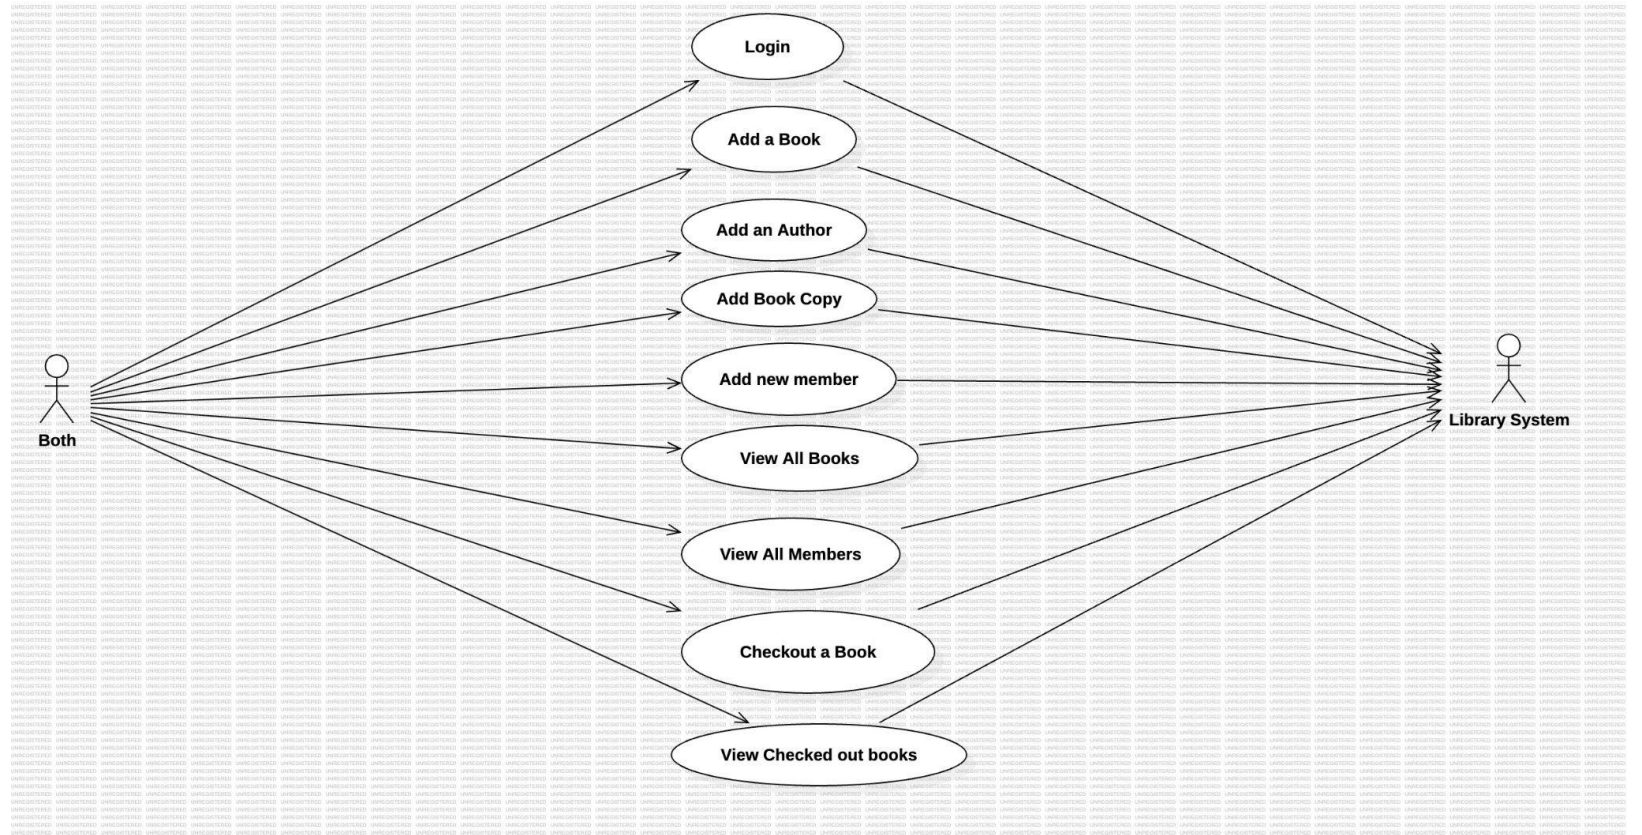 Login
Add a Book
Add an Author
Add Book Copy
Add new member
Both
Library System
View All Books
View All Members
Checkout a Book
View Checked out books
UNREGISTERED